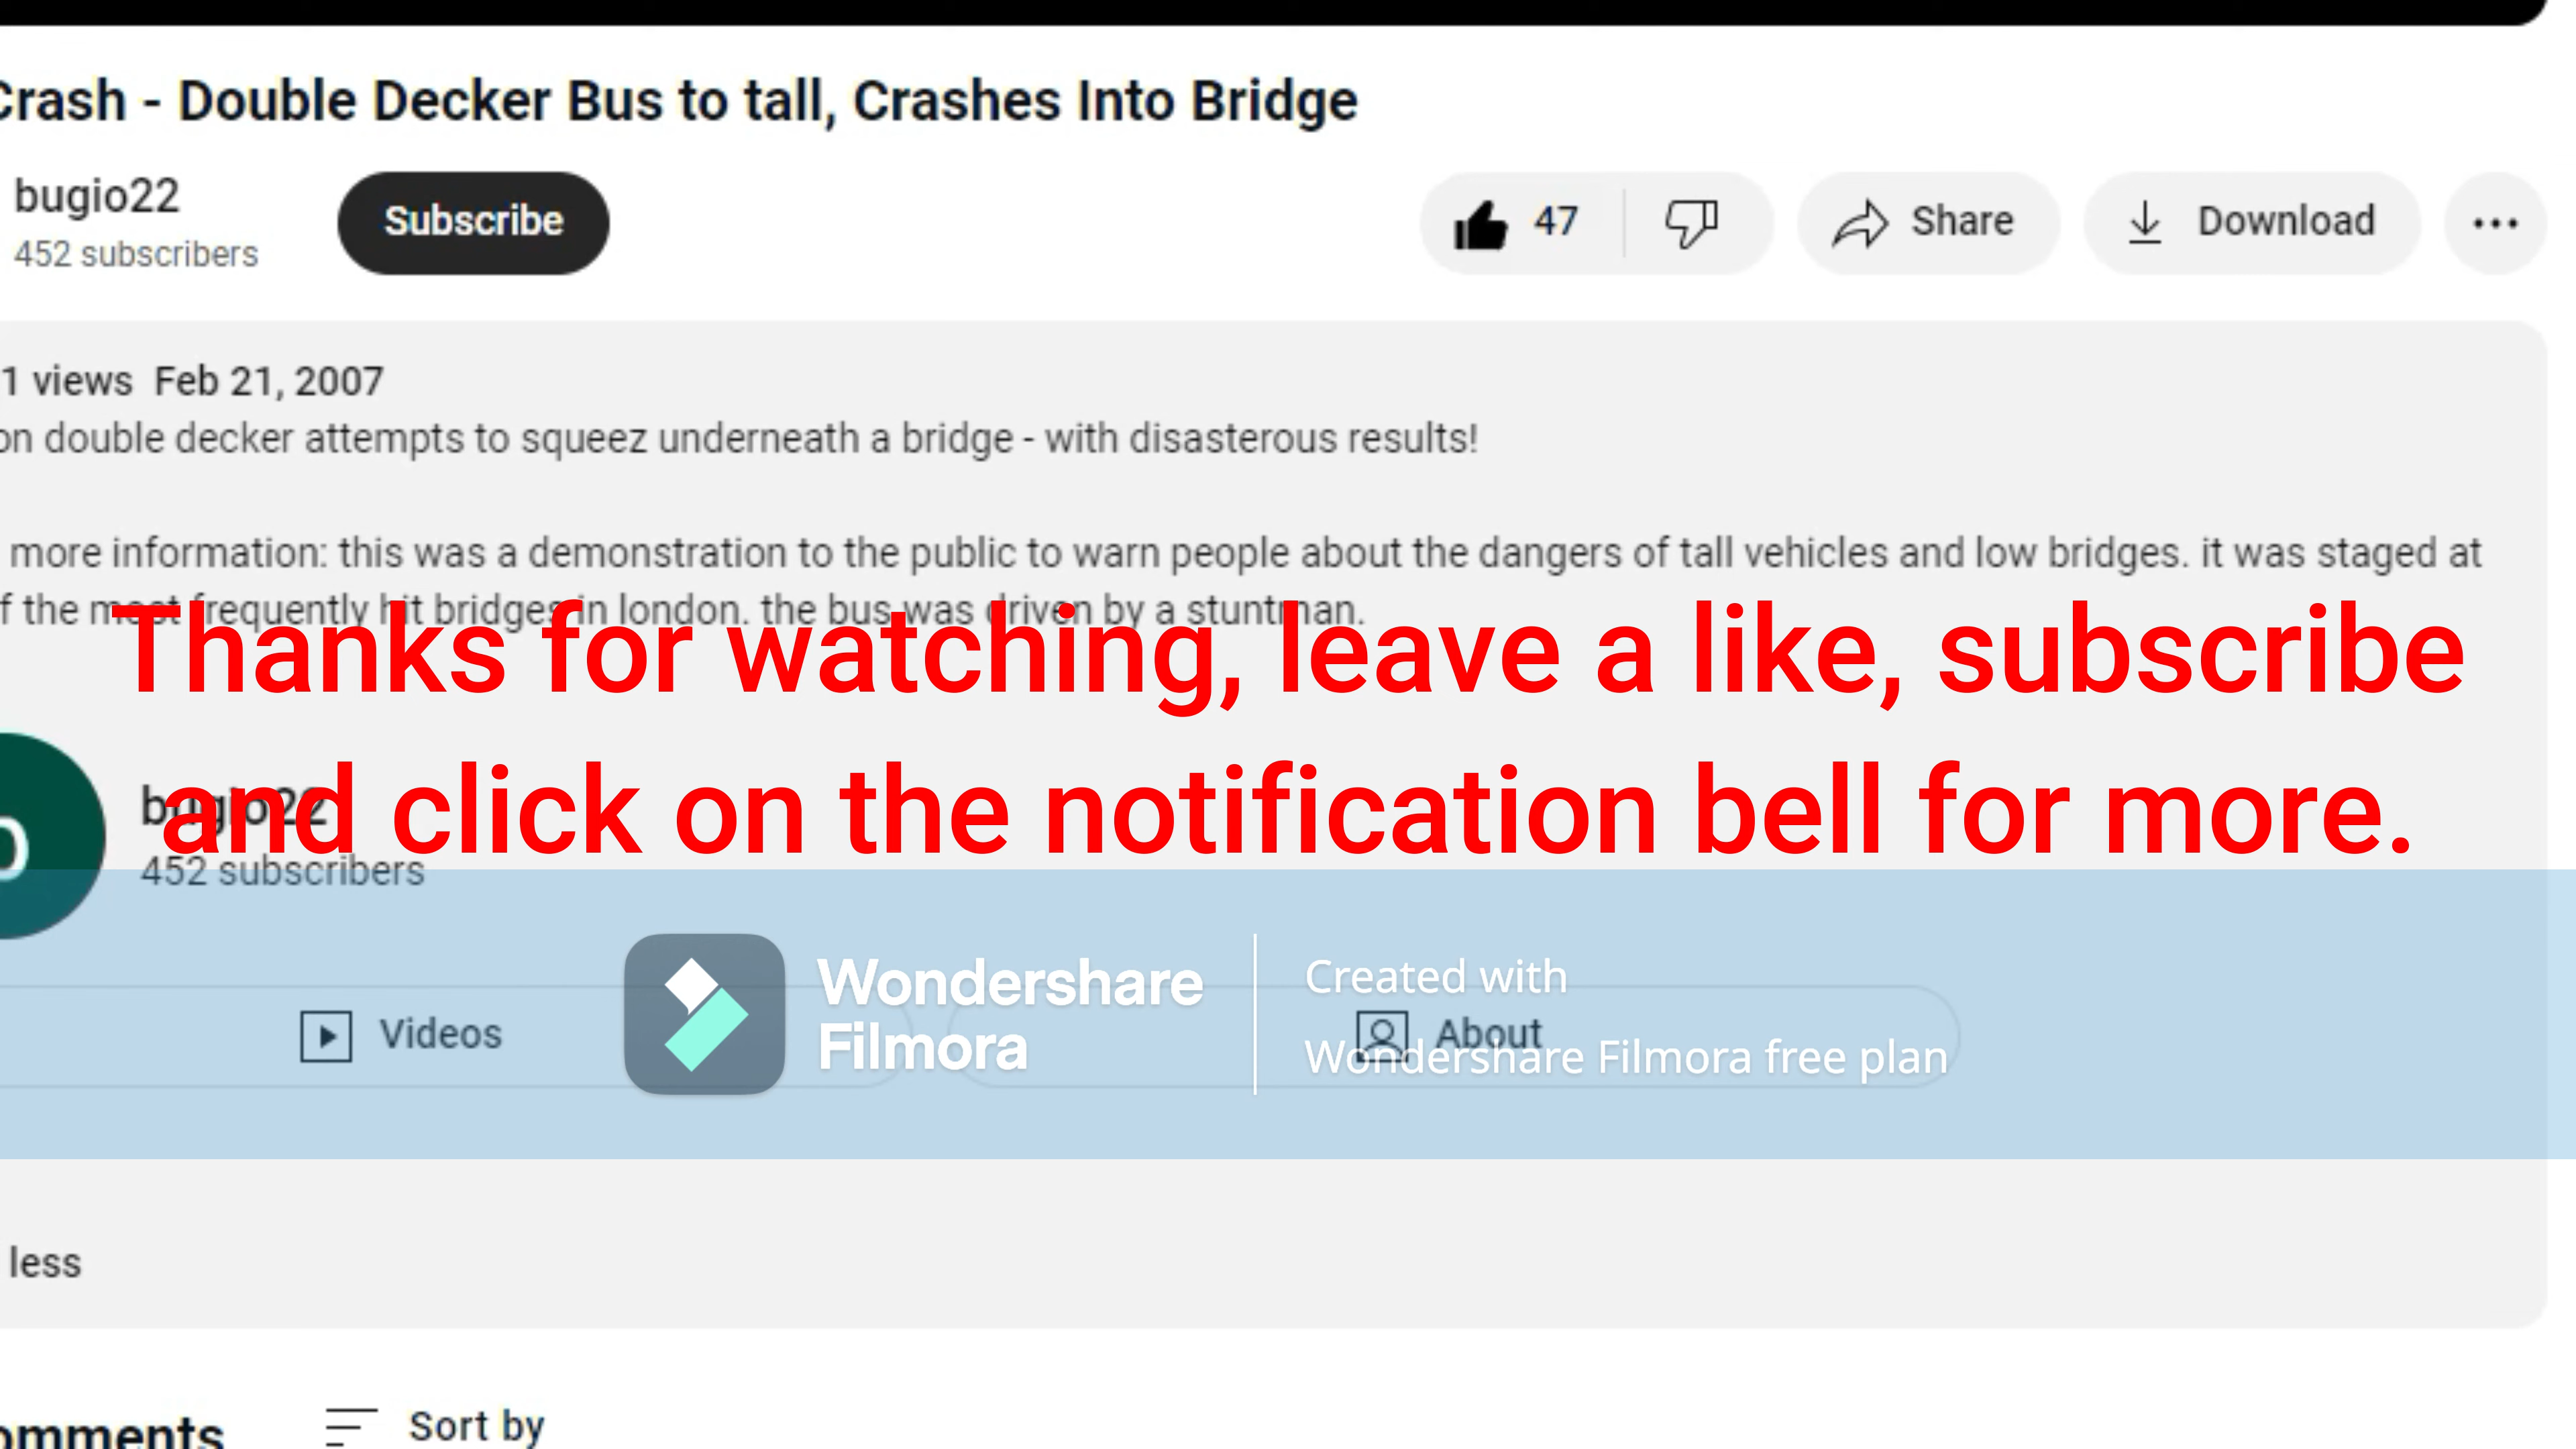 Crash - Double Decker Bus to tall, Crashes Into Bridge
bugio22
452 subscribers
Subscribe
47
Share
Download
1 views Feb 21, 2007
on double decker attempts to squeez underneath a bridge - with disasterous results!
more information: this was a demonstration to the public to warn people about the dangers of tall vehicles and low bridges. it was staged at
f the most frequently hit bridges in london. the bus was driven by a stuntman.
Thanks for watching, leave a like, subscribe
and click on the notification bell for more.
bugio22
452 subscribers
Wondershare
Filmora
Created with
Wondershare Filmora free plan
Videos
About
less
omments
Sort by